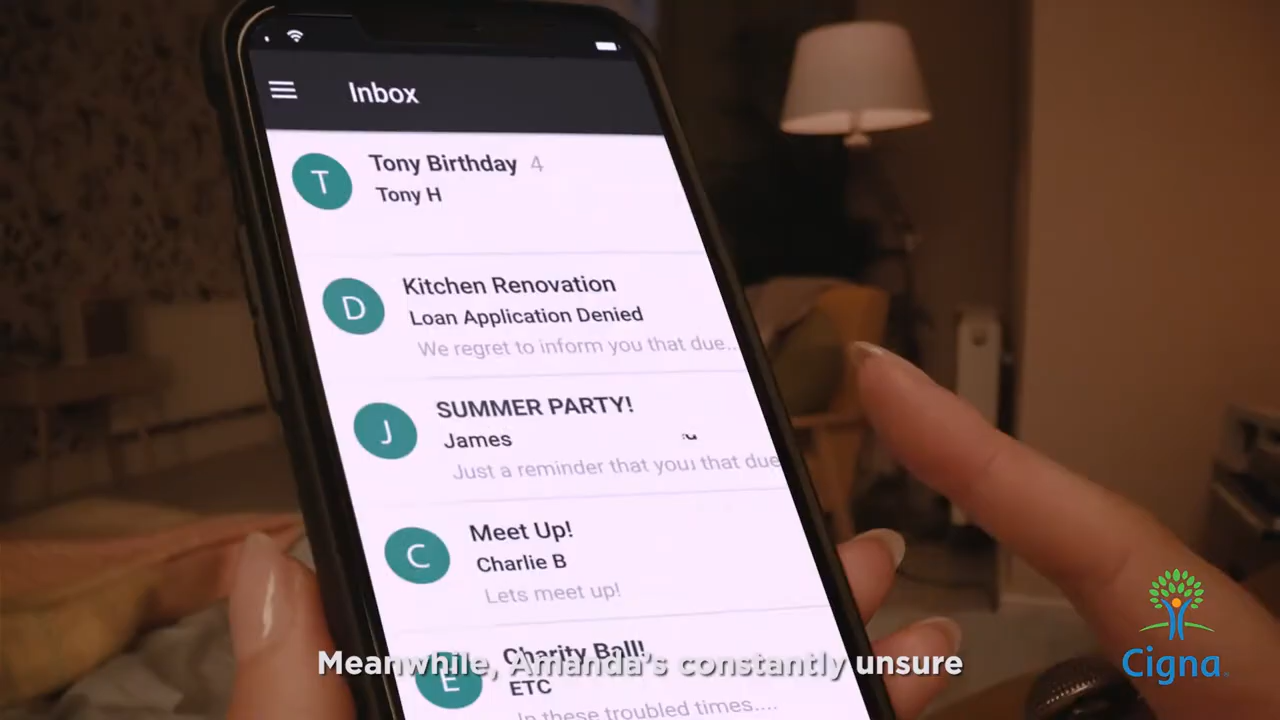 Inbox
T
Tony Birthday 4
Tony H
D
Kitchen Renovation
Loan Application Denied
We regret to inform you that due...
J
SUMMER PARTY!
James
Just a reminder that you that due
C
Meet Up!
Charlie B
Lets meet up!
E
Charity Ball!
ETC
In these troubled times....
Meanwhile, Amanda's constantly unsure
Cigna